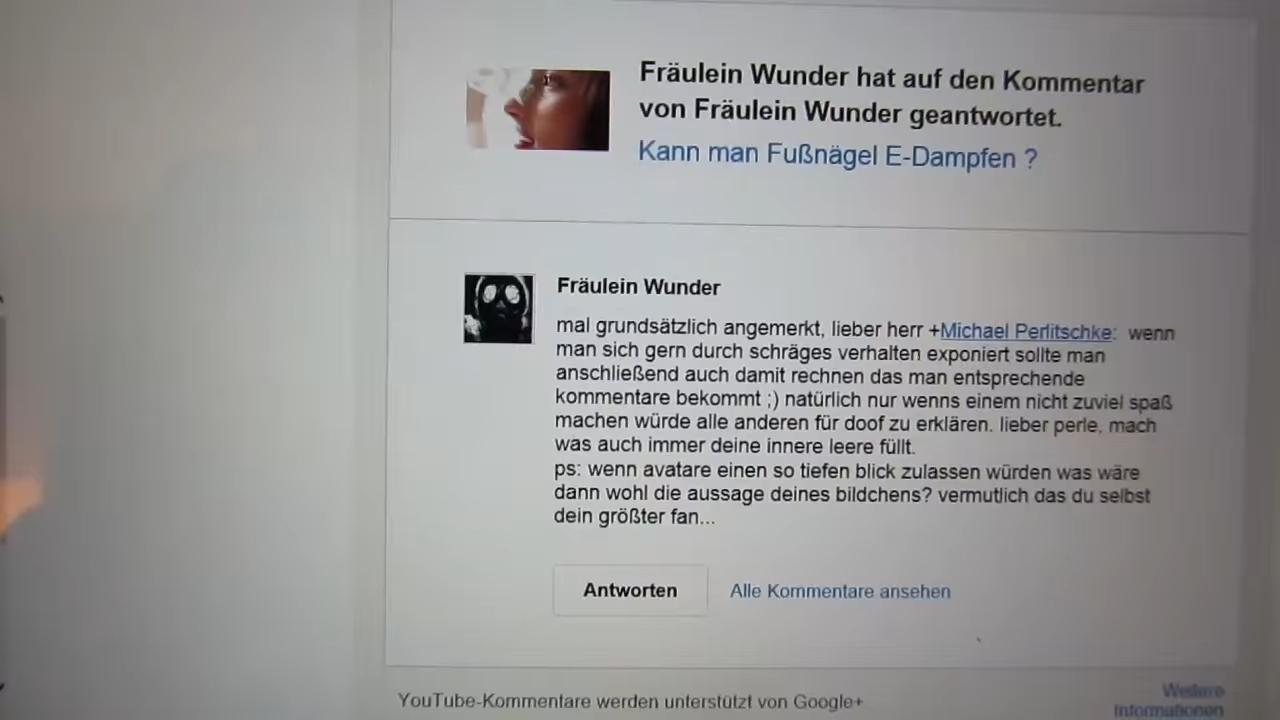 Fräulein Wunder hat auf den Kommentar
von Fräulein Wunder geantwortet.
Kann man Fußnägel E-Dampfen ?
Fräulein Wunder
mal grundsätzlich angemerkt, lieber herr +Michael Perlitschke: wenn
man sich gern durch schräges verhalten exponiert sollte man
anschließend auch damit rechnen das man entsprechende
kommentare bekommt ;) natürlich nur wenns einem nicht zuviel spaß
machen würde alle anderen für doof zu erklären. lieber perle, mach
was auch immer deine innere leere füllt.
ps: wenn avatare einen so tiefen blick zulassen würden was wäre
dann wohl die aussage deines bildchens? vermutlich das du selbst
dein größter fan...
Antworten
Alle Kommentare ansehen
YouTube-Kommentare werden unterstützt von Google+
Weitere
Informationen